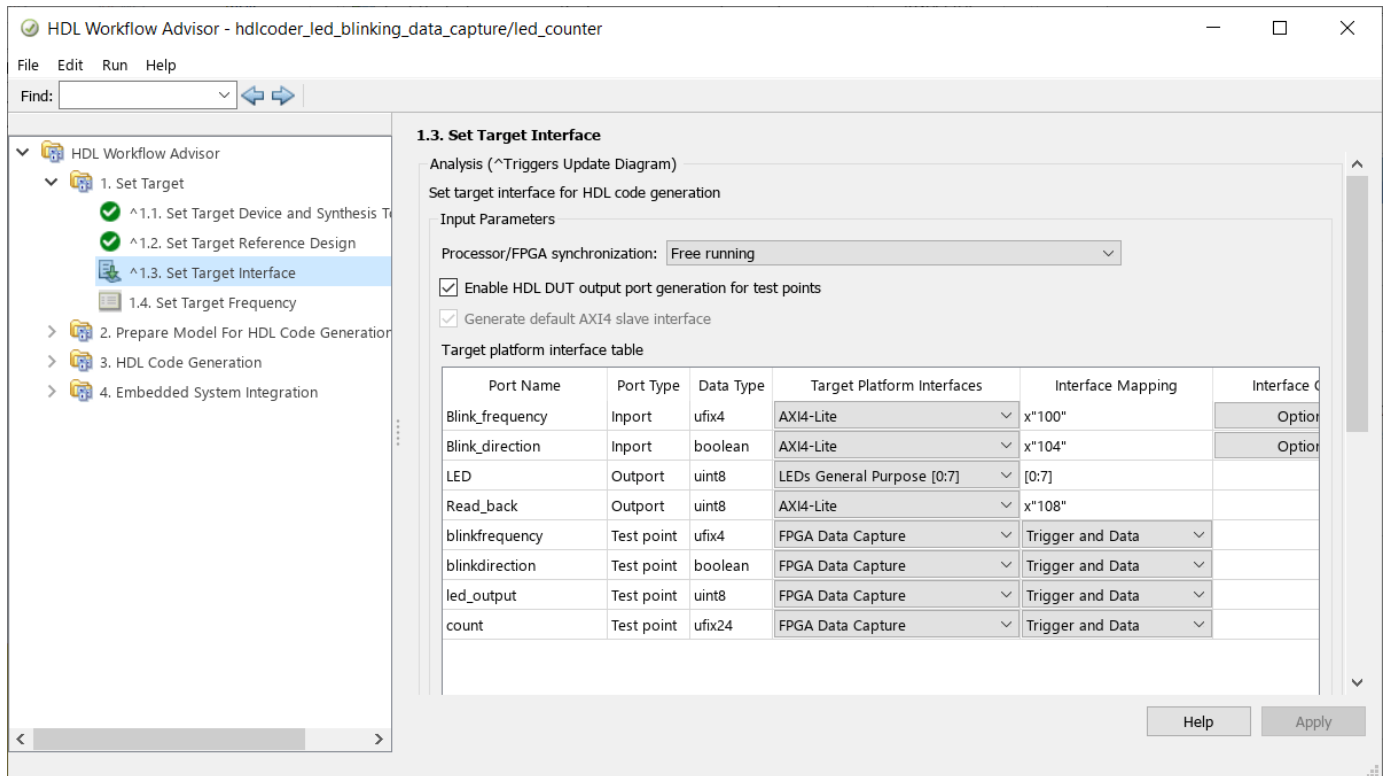 HDL Workflow Advisor - hdlcoder_led_blinking_data_capture/led_counter
File Edit Run Help
Find:
HDL Workflow Advisor
1. Set Target
^1.1. Set Target Device and Synthesis T
^1.2. Set Target Reference Design
^1.3. Set Target Interface
1.4. Set Target Frequency
2. Prepare Model For HDL Code Generation
3. HDL Code Generation
4. Embedded System Integration
1.3. Set Target Interface
Analysis (^Triggers Update Diagram)
Set target interface for HDL code generation
Input Parameters
Processor/FPGA synchronization: Free running
Enable HDL DUT output port generation for test points
Generate default AXI4 slave interface
Target platform interface table
Port Name Port Type Data Type Target Platform Interfaces Interface Mapping Interface
Blink_frequency Inport ufix4 AXI4-Lite x"100" Option
Blink_direction Inport boolean AXI4-Lite x"104" Option
LED Outport uint8 LEDs General Purpose [0:7] [0:7]
Read_back Outport uint8 AXI4-Lite x"108"
blinkfrequency Test point ufix4 FPGA Data Capture Trigger and Data
blinkdirection Test point boolean FPGA Data Capture Trigger and Data
led_output Test point uint8 FPGA Data Capture Trigger and Data
count Test point ufix24 FPGA Data Capture Trigger and Data
Help Apply